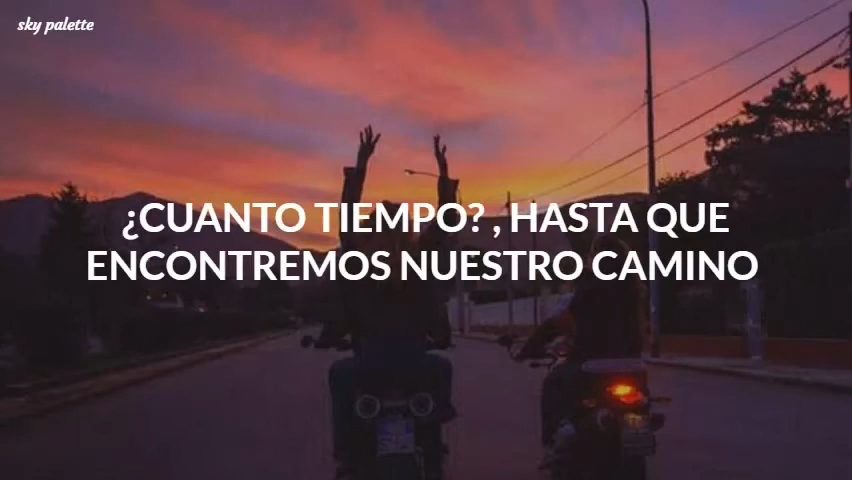 sky palette
¿CUANTO TIEMPO? , HASTA QUE
ENCONTREMOS NUESTRO CAMINO